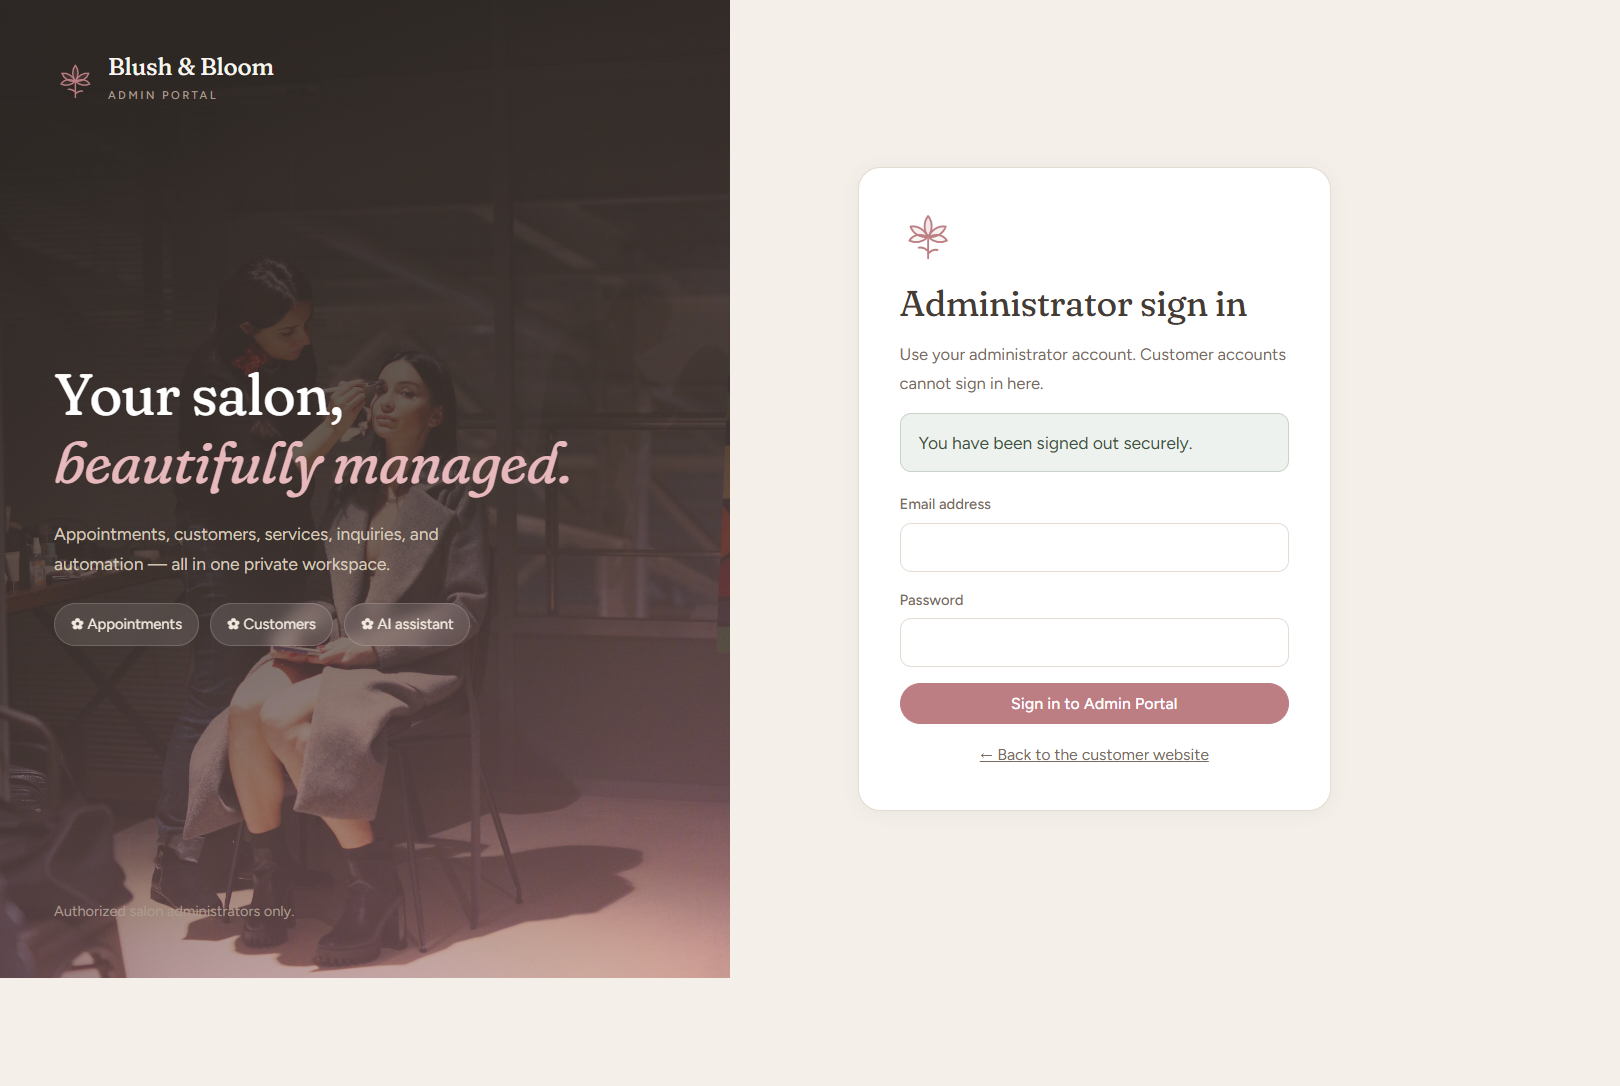 Blush & Bloom
ADMIN PORTAL
Your salon,
beautifully managed.
Appointments, customers, services, inquiries, and
automation — all in one private workspace.
✿ Appointments
✿ Customers
✿ AI assistant
Authorized salon administrators only.
Administrator sign in
Use your administrator account. Customer accounts
cannot sign in here.
You have been signed out securely.
Email address
Password
Sign in to Admin Portal
← Back to the customer website